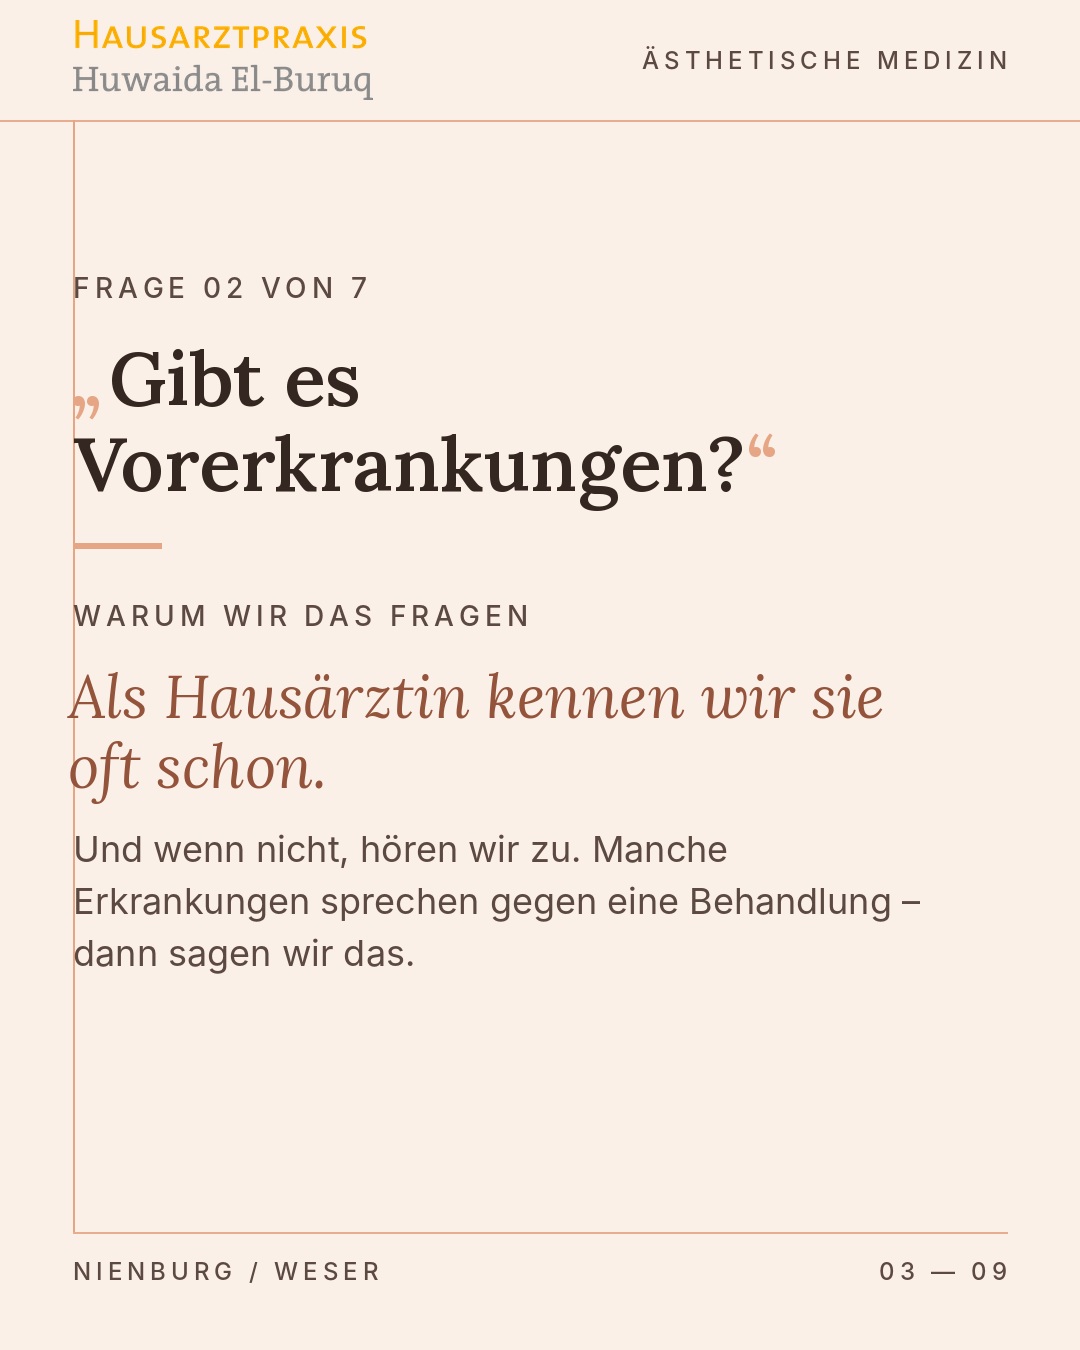 HAUSARZTPRAXIS
Huwaida El-Buruq
ÄSTHETISCHE MEDIZIN
FRAGE 02 VON 7
„Gibt es
Vorerkrankungen?“
WARUM WIR DAS FRAGEN
Als Hausärztin kennen wir sie
oft schon.
Und wenn nicht, hören wir zu. Manche
Erkrankungen sprechen gegen eine Behandlung –
dann sagen wir das.
NIENBURG / WESER
03 — 09